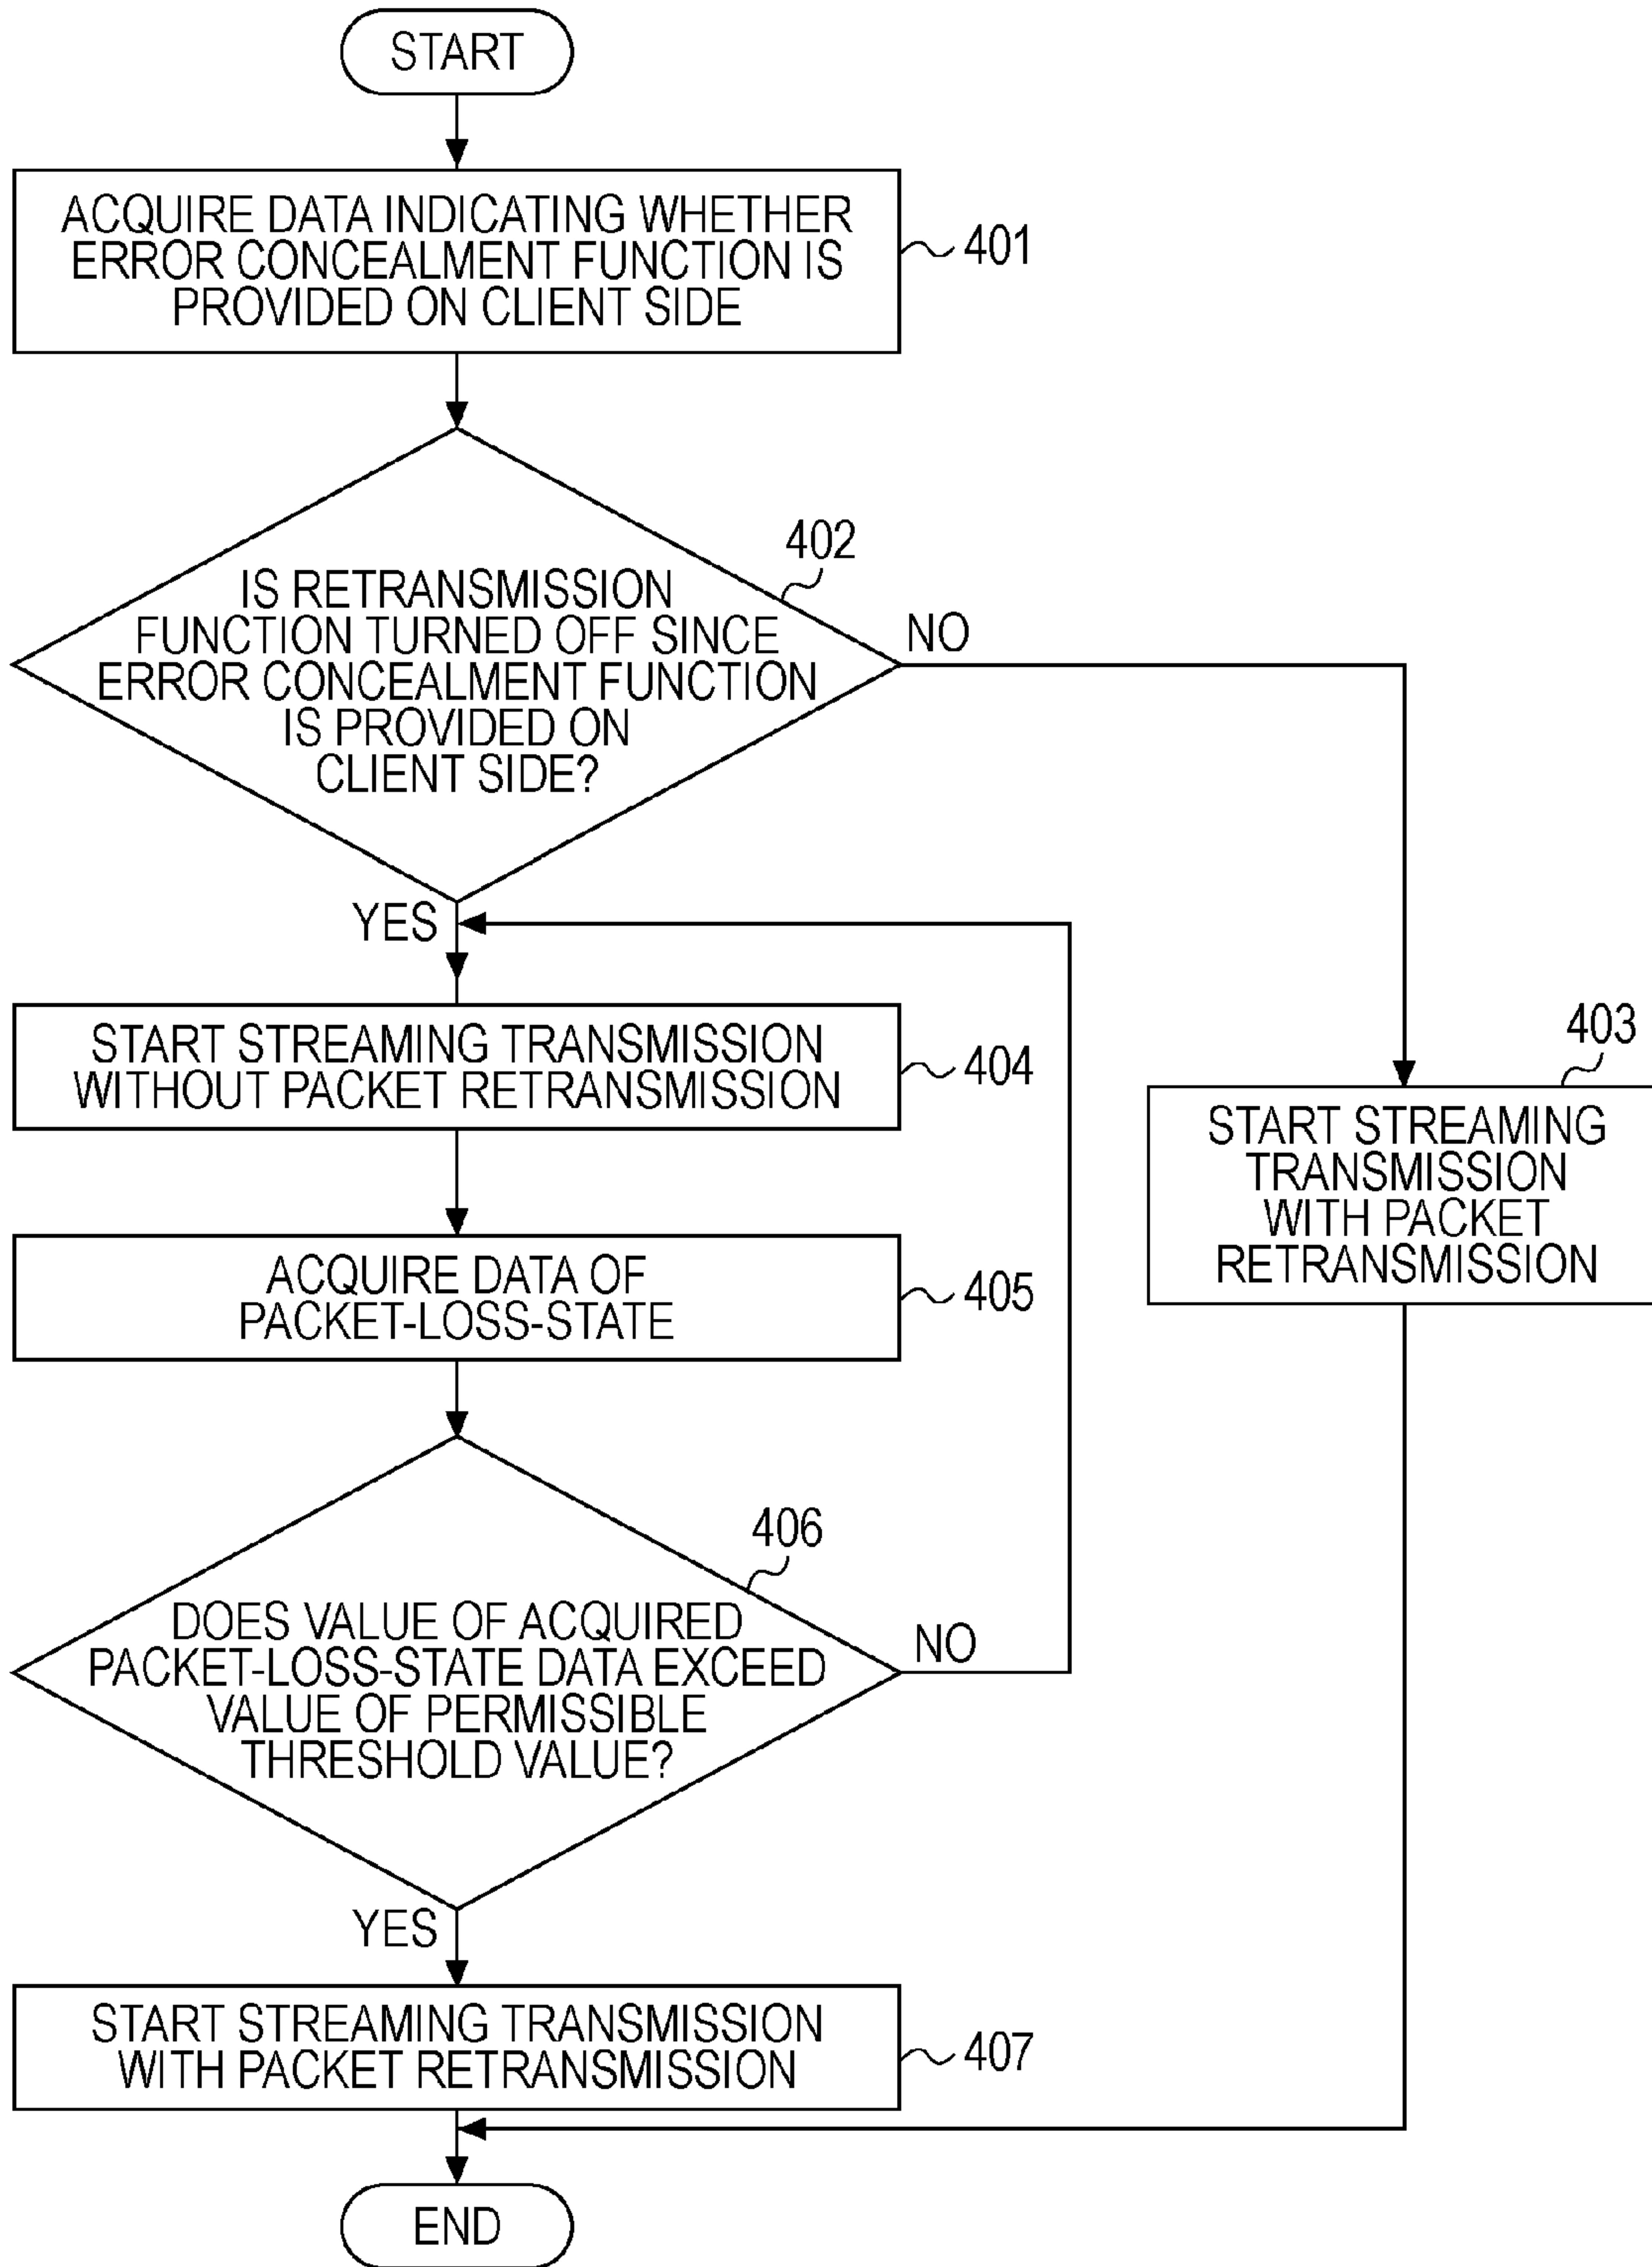 START
ACQUIRE DATA INDICATING WHETHER
ERROR CONCEALMENT FUNCTION IS
PROVIDED ON CLIENT SIDE
401
402
IS RETRANSMISSION
FUNCTION TURNED OFF SINCE
ERROR CONCEALMENT FUNCTION
IS PROVIDED ON
CLIENT SIDE?
NO
YES
START STREAMING TRANSMISSION
WITHOUT PACKET RETRANSMISSION
404
403
START STREAMING
TRANSMISSION
WITH PACKET
RETRANSMISSION
ACQUIRE DATA OF
PACKET-LOSS-STATE
405
406
DOES VALUE OF ACQUIRED
PACKET-LOSS-STATE DATA EXCEED
VALUE OF PERMISSIBLE
THRESHOLD VALUE?
NO
YES
START STREAMING TRANSMISSION
WITH PACKET RETRANSMISSION
407
END